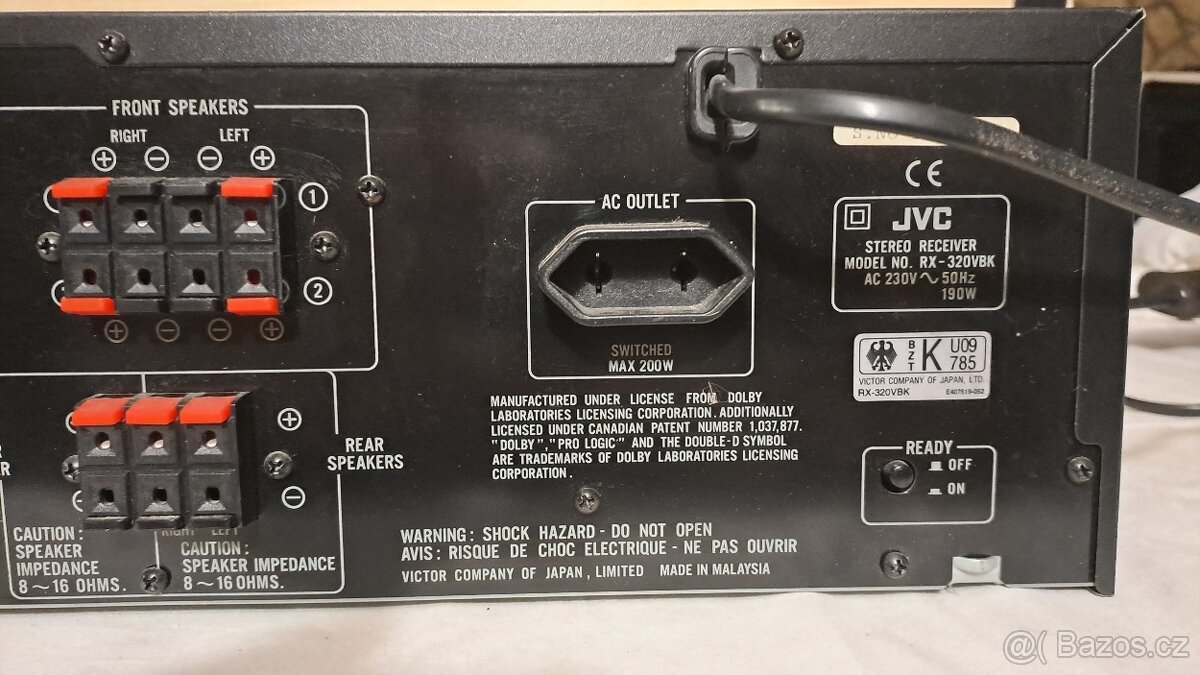 FRONT SPEAKERS
RIGHT LEFT
+ − − +
1
2
+ − − +
REAR
SPEAKERS
+
−
R
RIGHT LEFT
CAUTION :
SPEAKER
IMPEDANCE
8～16 OHMS.
CAUTION :
SPEAKER IMPEDANCE
8～16 OHMS.
AC OUTLET
SWITCHED
MAX 200W
MANUFACTURED UNDER LICENSE FROM DOLBY
LABORATORIES LICENSING CORPORATION. ADDITIONALLY
LICENSED UNDER CANADIAN PATENT NUMBER 1,037,877.
"DOLBY", "PRO LOGIC" AND THE DOUBLE-D SYMBOL
ARE TRADEMARKS OF DOLBY LABORATORIES LICENSING
CORPORATION.
WARNING : SHOCK HAZARD - DO NOT OPEN
AVIS : RISQUE DE CHOC ELECTRIQUE - NE PAS OUVRIR
VICTOR COMPANY OF JAPAN, LIMITED MADE IN MALAYSIA
S.NO
CE
JVC
STEREO RECEIVER
MODEL NO. RX-320VBK
AC 230V ～ 50Hz
190W
BZT K U09
785
VICTOR COMPANY OF JAPAN, LTD.
RX-320VBK E407619-052
READY
OFF
ON
@( Bazos.cz